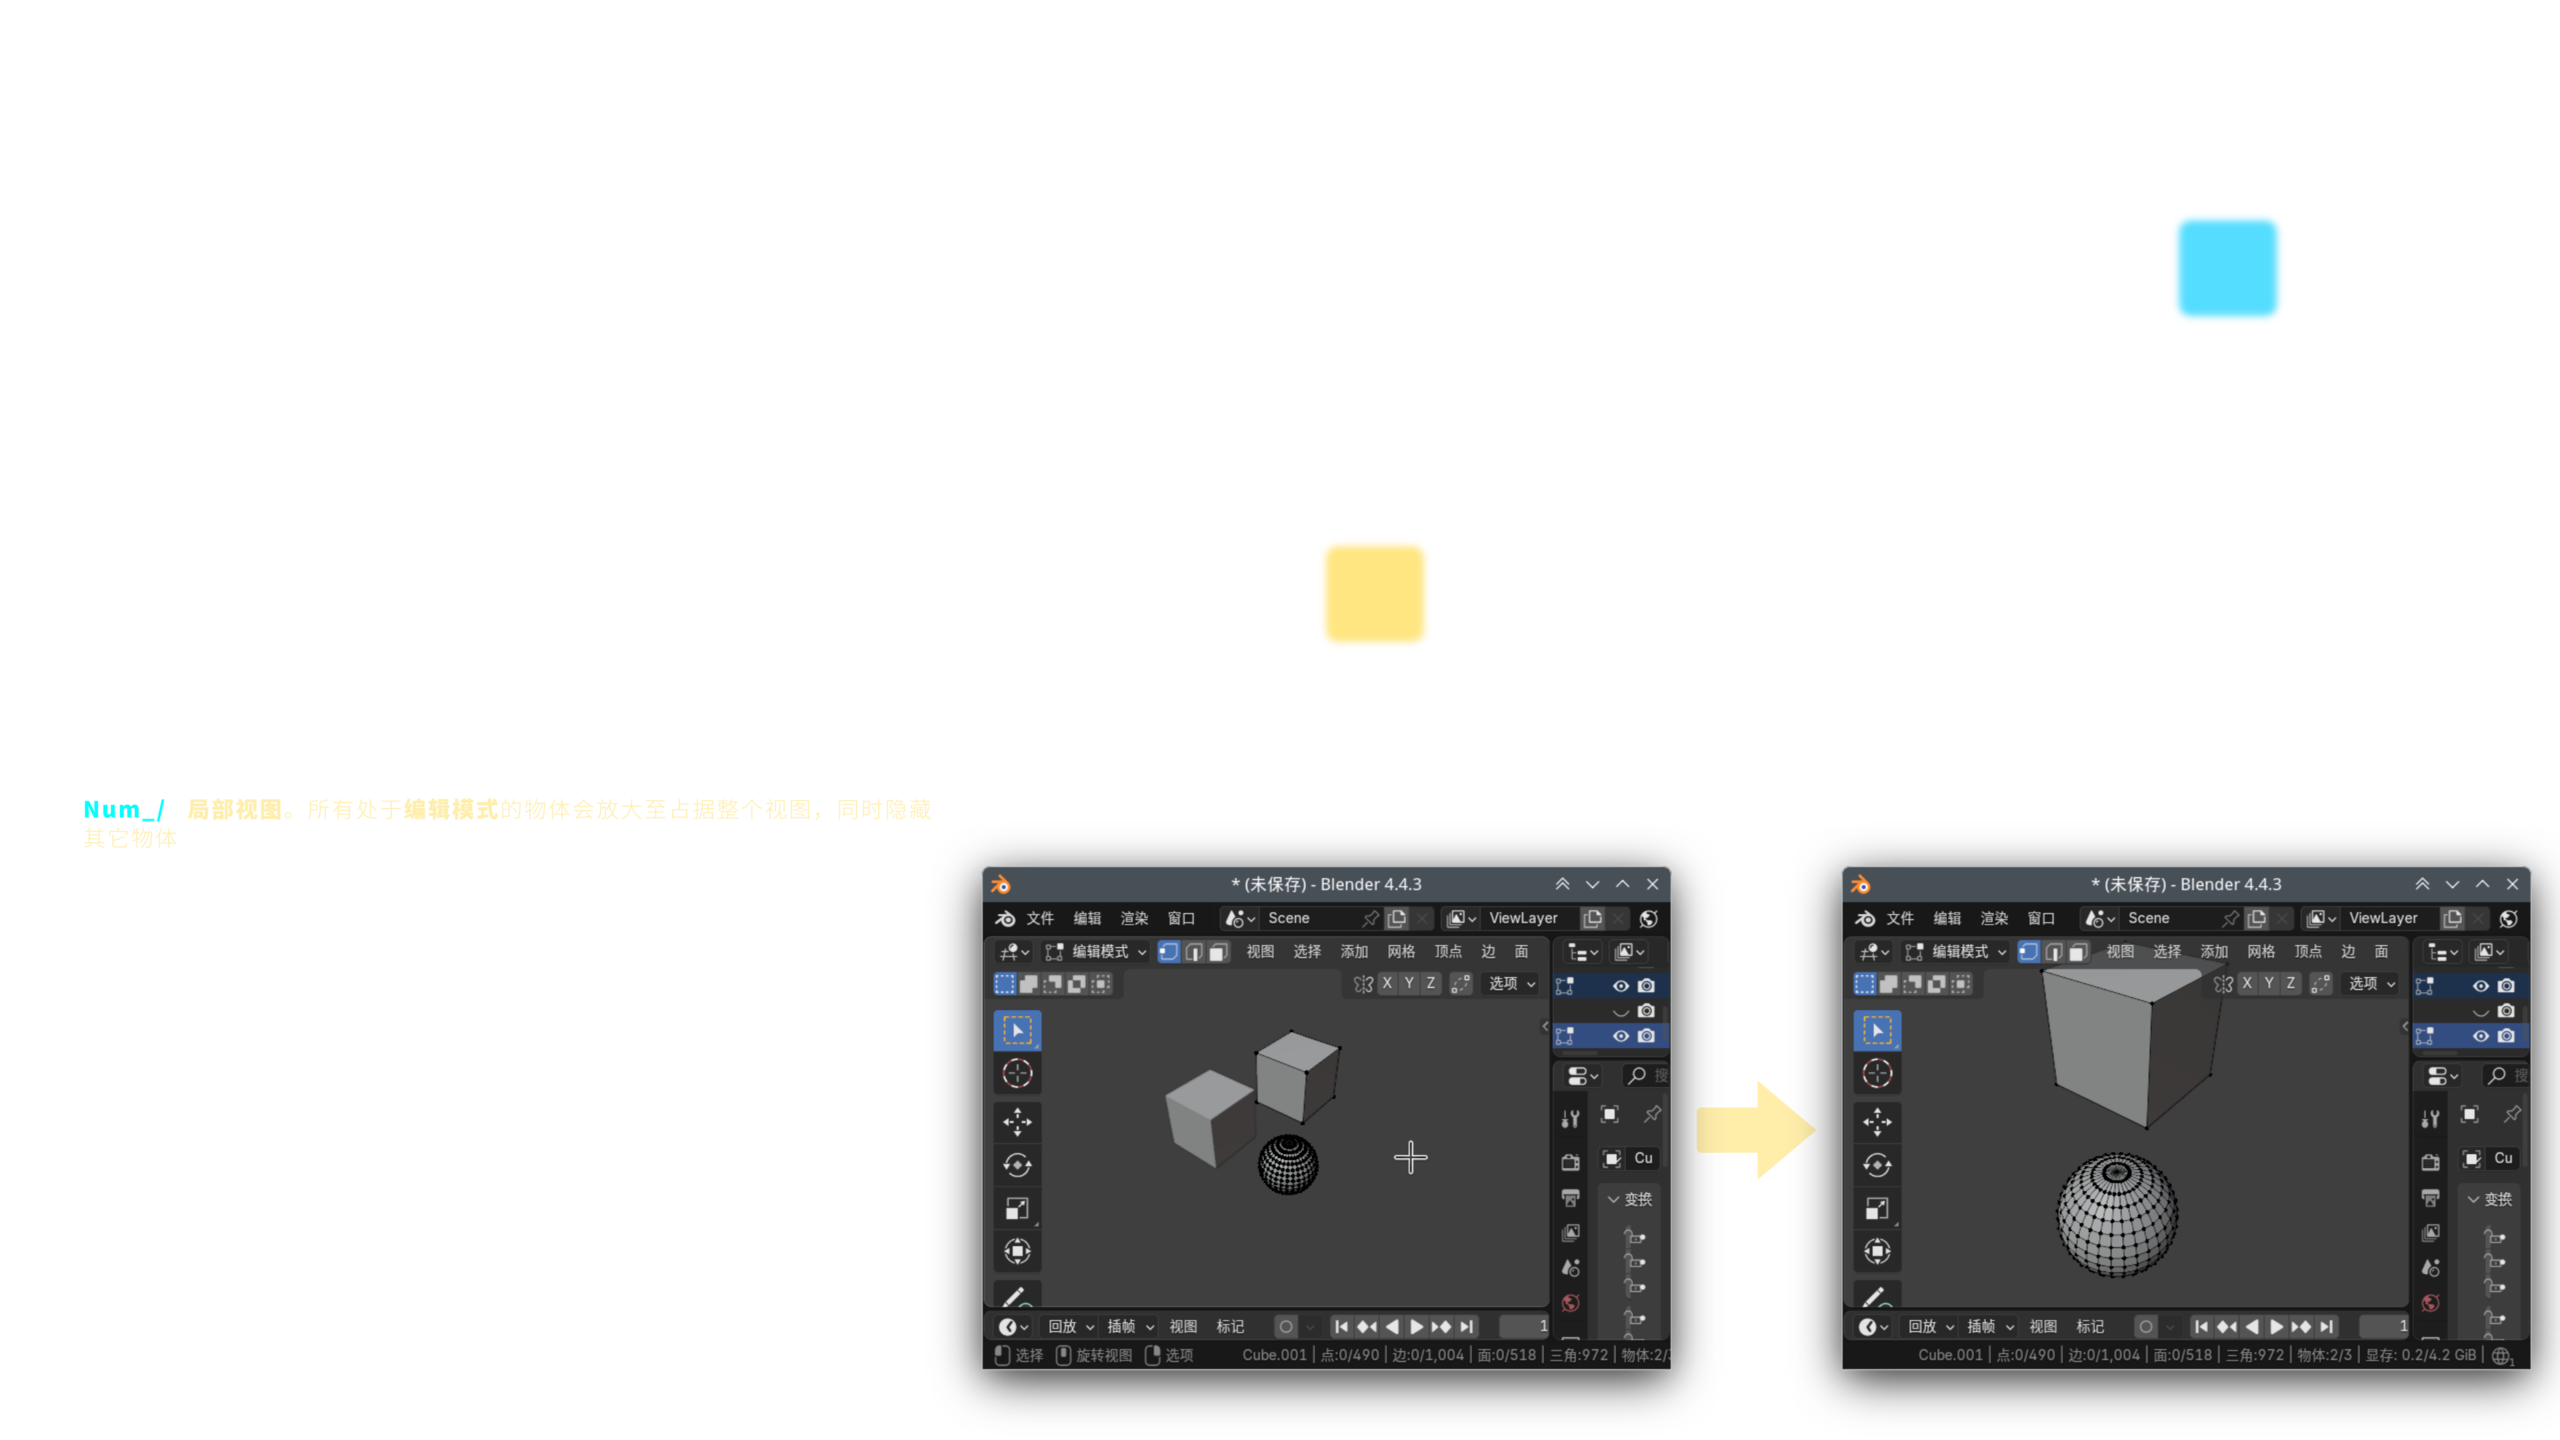 Num_/ 局部视图。所有处于编辑模式的物体会放大至占据整个视图，同时隐藏
其它物体
* (未保存) - Blender 4.4.3
文件 编辑 渲染 窗口 Scene ViewLayer
编辑模式 视图 选择 添加 网格 顶点 边 面
X Y Z 选项
搜
Cu
变换
回放 插帧 视图 标记 1
选择 旋转视图 选项 Cube.001 | 点:0/490 | 边:0/1,004 | 面:0/518 | 三角:972 | 物体:2/
* (未保存) - Blender 4.4.3
文件 编辑 渲染 窗口 Scene ViewLayer
编辑模式 视图 选择 添加 网格 顶点 边 面
X Y Z 选项
搜
Cu
变换
回放 插帧 视图 标记 1
Cube.001 | 点:0/490 | 边:0/1,004 | 面:0/518 | 三角:972 | 物体:2/3 | 显存: 0.2/4.2 GiB | 1